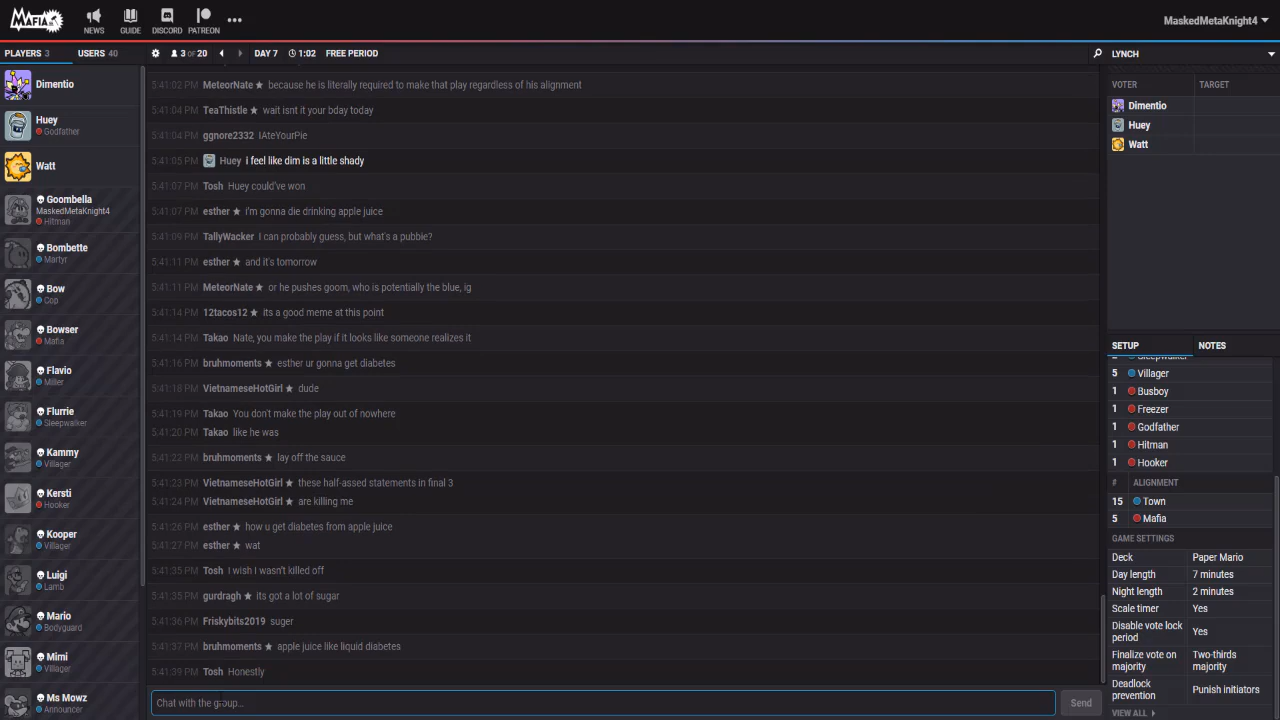 MAFIA
NEWS
GUIDE
DISCORD
PATREON
MaskedMetaKnight4
PLAYERS 3
USERS 40
3 OF 20
DAY 7
1:02
FREE PERIOD
LYNCH
Dimentio
Huey
Godfather
Watt
Goombella
MaskedMetaKnight4
Hitman
Bombette
Martyr
Bow
Cop
Bowser
Mafia
Flavio
Miller
Flurrie
Sleepwalker
Kammy
Villager
Kersti
Hooker
Kooper
Villager
Luigi
Lamb
Mario
Bodyguard
Mimi
Villager
Ms Mowz
Announcer
5:41:02 PM MeteorNate ★ because he is literally required to make that play regardless of his alignment
5:41:04 PM TeaThistle ★ wait isnt it your bday today
5:41:04 PM ggnore2332 IAteYourPie
5:41:05 PM Huey i feel like dim is a little shady
5:41:07 PM Tosh Huey could've won
5:41:07 PM esther ★ i'm gonna die drinking apple juice
5:41:09 PM TallyWacker I can probably guess, but what's a pubbie?
5:41:11 PM esther ★ and it's tomorrow
5:41:11 PM MeteorNate ★ or he pushes goom, who is potentially the blue, ig
5:41:14 PM 12tacos12 ★ its a good meme at this point
5:41:14 PM Takao Nate, you make the play if it looks like someone realizes it
5:41:16 PM bruhmoments ★ esther ur gonna get diabetes
5:41:18 PM VietnameseHotGirl ★ dude
5:41:19 PM Takao You don't make the play out of nowhere
5:41:20 PM Takao like he was
5:41:22 PM bruhmoments ★ lay off the sauce
5:41:23 PM VietnameseHotGirl ★ these half-assed statements in final 3
5:41:24 PM VietnameseHotGirl ★ are killing me
5:41:26 PM esther ★ how u get diabetes from apple juice
5:41:27 PM esther ★ wat
5:41:35 PM Tosh I wish I wasn't killed off
5:41:35 PM gurdragh ★ its got a lot of sugar
5:41:36 PM Friskybits2019 suger
5:41:37 PM bruhmoments ★ apple juice like liquid diabetes
5:41:39 PM Tosh Honestly
Chat with the group...
Send
VOTER TARGET
Dimentio
Huey
Watt
SETUP NOTES
Sleepwalker
5 Villager
1 Busboy
1 Freezer
1 Godfather
1 Hitman
1 Hooker
# ALIGNMENT
15 Town
5 Mafia
GAME SETTINGS
Deck Paper Mario
Day length 7 minutes
Night length 2 minutes
Scale timer Yes
Disable vote lock period Yes
Finalize vote on majority Two-thirds majority
Deadlock prevention Punish initiators
VIEW ALL